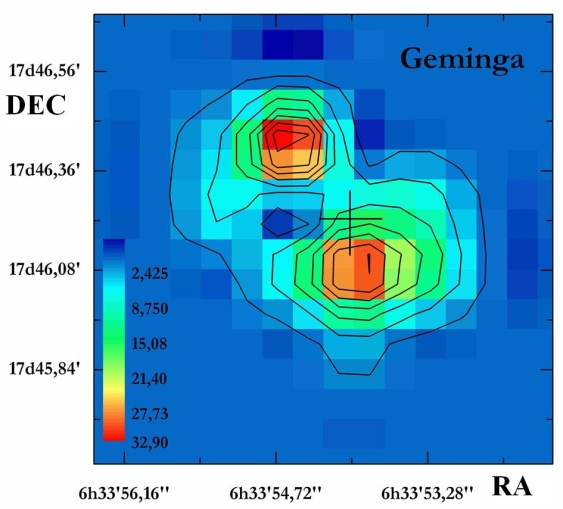 Geminga
17d46,56'
DEC
17d46,36'
17d46,08'
17d45,84'
2,425
8,750
15,08
21,40
27,73
32,90
6h33'56,16'' 6h33'54,72'' 6h33'53,28'' RA